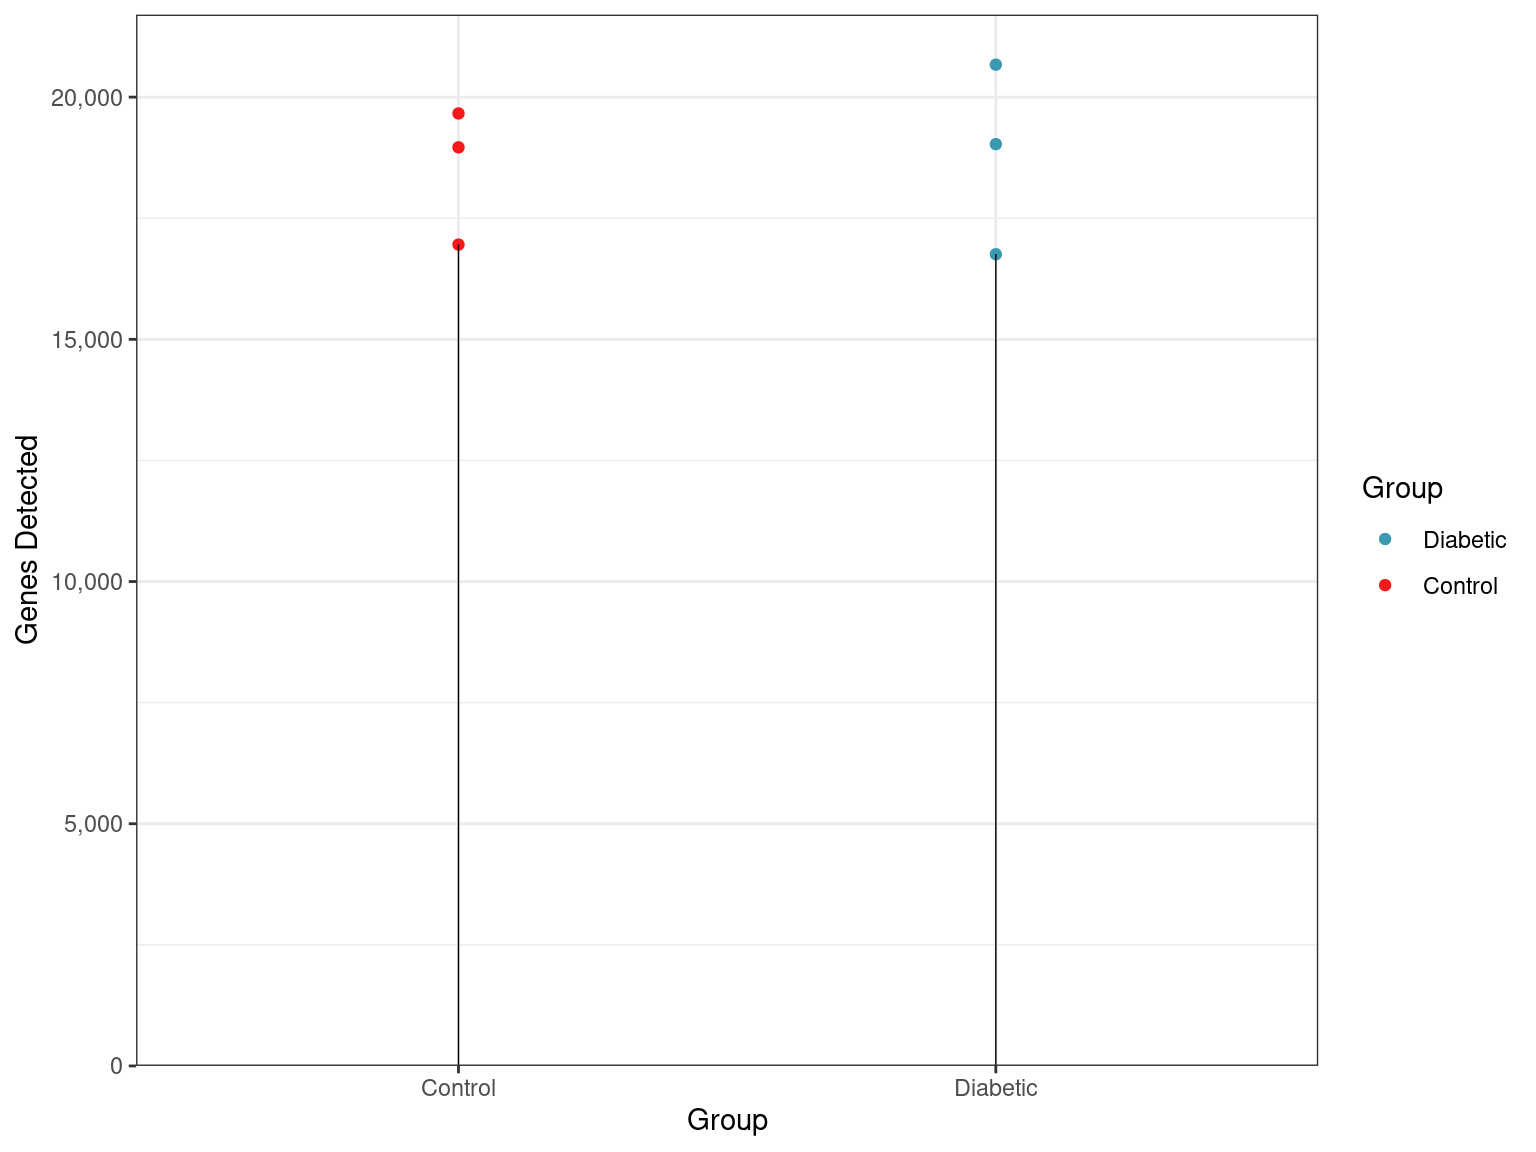 20,000
15,000
10,000
5,000
0
Genes Detected
Control
Diabetic
Group
Group
Diabetic
Control